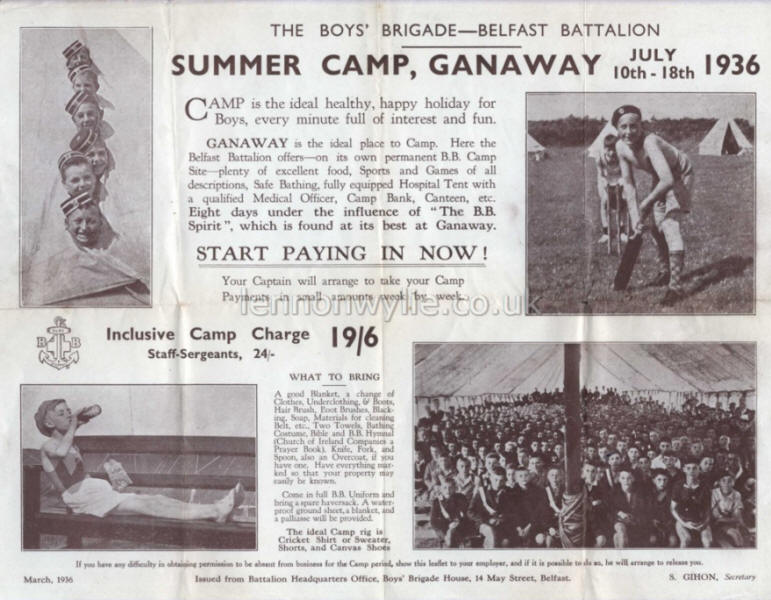 THE BOYS' BRIGADE—BELFAST BATTALION
SUMMER CAMP, GANAWAY JULY 10th - 18th 1936
CAMP is the ideal healthy, happy holiday for
Boys, every minute full of interest and fun.
GANAWAY is the ideal place to Camp. Here the
Belfast Battalion offers—on its own permanent B.B. Camp
Site—plenty of excellent food, Sports and Games of all
descriptions, Safe Bathing, fully equipped Hospital Tent with
a qualified Medical Officer, Camp Bank, Canteen, etc.
Eight days under the influence of "The B.B.
Spirit", which is found at its best at Ganaway.
START PAYING IN NOW!
Your Captain will arrange to take your Camp
Payments in small amounts week by week.
lennonwylie.co.uk
B B
Inclusive Camp Charge 19/6
Staff-Sergeants, 24/-
WHAT TO BRING
A good Blanket, a change of
Clothes, Underclothing, & Boots,
Hair Brush, Boot Brushes, Black-
ing, Soap, Materials for cleaning
Belt, etc., Two Towels, Bathing
Costume, Bible and B.B. Hymnal
(Church of Ireland Companies a
Prayer Book), Knife, Fork, and
Spoon, also an Overcoat, if you
have one. Have everything mar-
ked so that your property may
easily be known.
Come in full B.B. Uniform and
bring a spare haversack. A water-
proof ground sheet, a blanket, and
a palliasse will be provided.
The ideal Camp rig is
Cricket Shirt or Sweater,
Shorts, and Canvas Shoes
If you have any difficulty in obtaining permission to be absent from business for the Camp period, show this leaflet to your employer, and if it is possible to do so, he will arrange to release you.
March, 1936 Issued from Battalion Headquarters Office, Boys' Brigade House, 14 May Street, Belfast. S. GIHON, Secretary